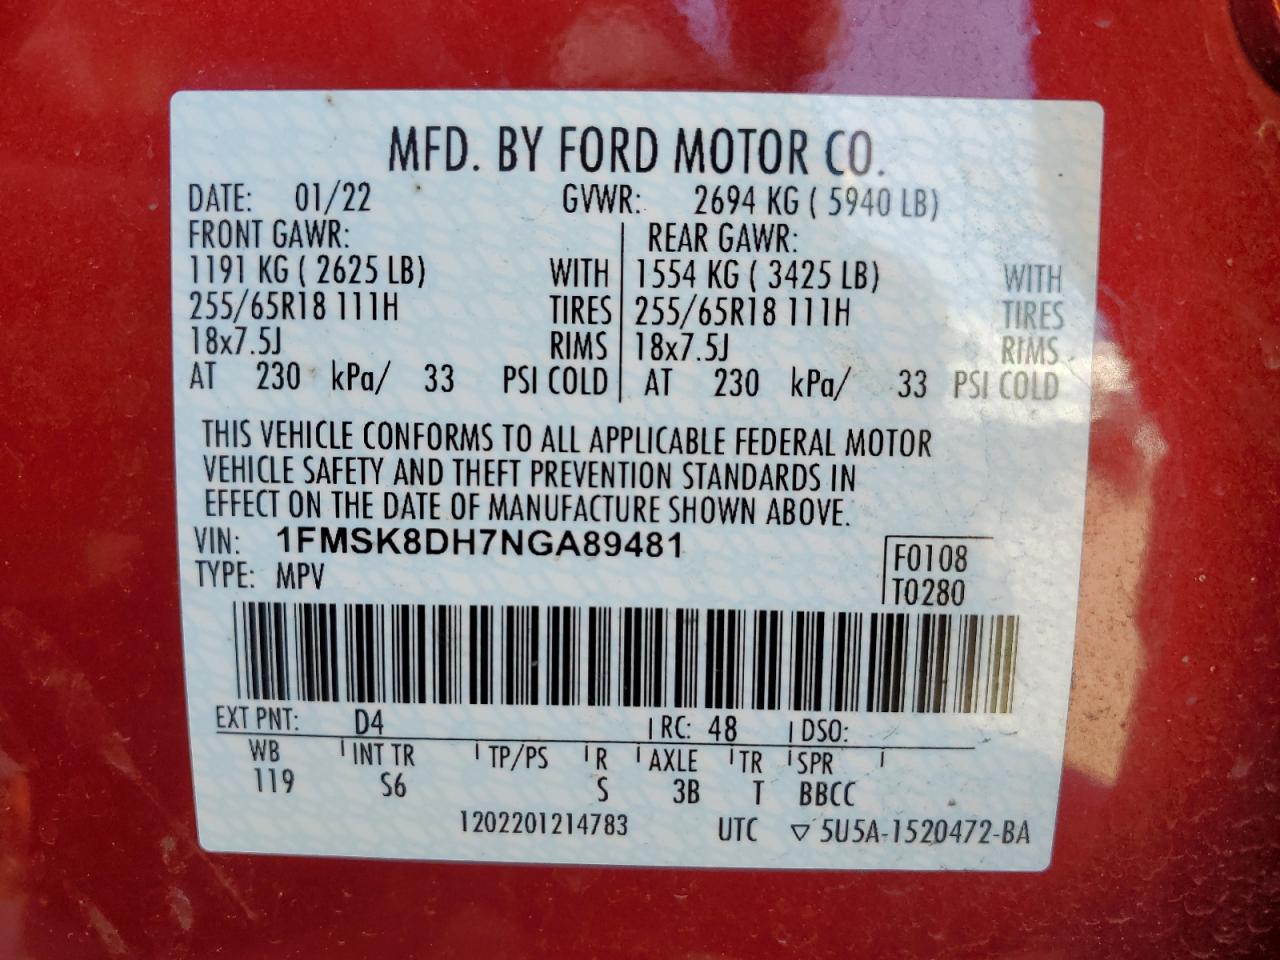 MFD. BY FORD MOTOR CO.
DATE: 01/22 GVWR: 2694 KG ( 5940 LB)
FRONT GAWR: REAR GAWR:
1191 KG ( 2625 LB) WITH 1554 KG ( 3425 LB) WITH
255/65R18 111H TIRES 255/65R18 111H TIRES
18x7.5J RIMS 18x7.5J RIMS
AT 230 kPa/ 33 PSI COLD AT 230 kPa/ 33 PSI COLD
THIS VEHICLE CONFORMS TO ALL APPLICABLE FEDERAL MOTOR
VEHICLE SAFETY AND THEFT PREVENTION STANDARDS IN
EFFECT ON THE DATE OF MANUFACTURE SHOWN ABOVE.
VIN: 1FMSK8DH7NGA89481 F0108
TYPE: MPV T0280
EXT PNT: D4 RC: 48 DSO:
WB INT TR TP/PS R AXLE TR SPR
119 S6 S 3B T BBCC
1202201214783 UTC ▽ 5U5A-1520472-BA